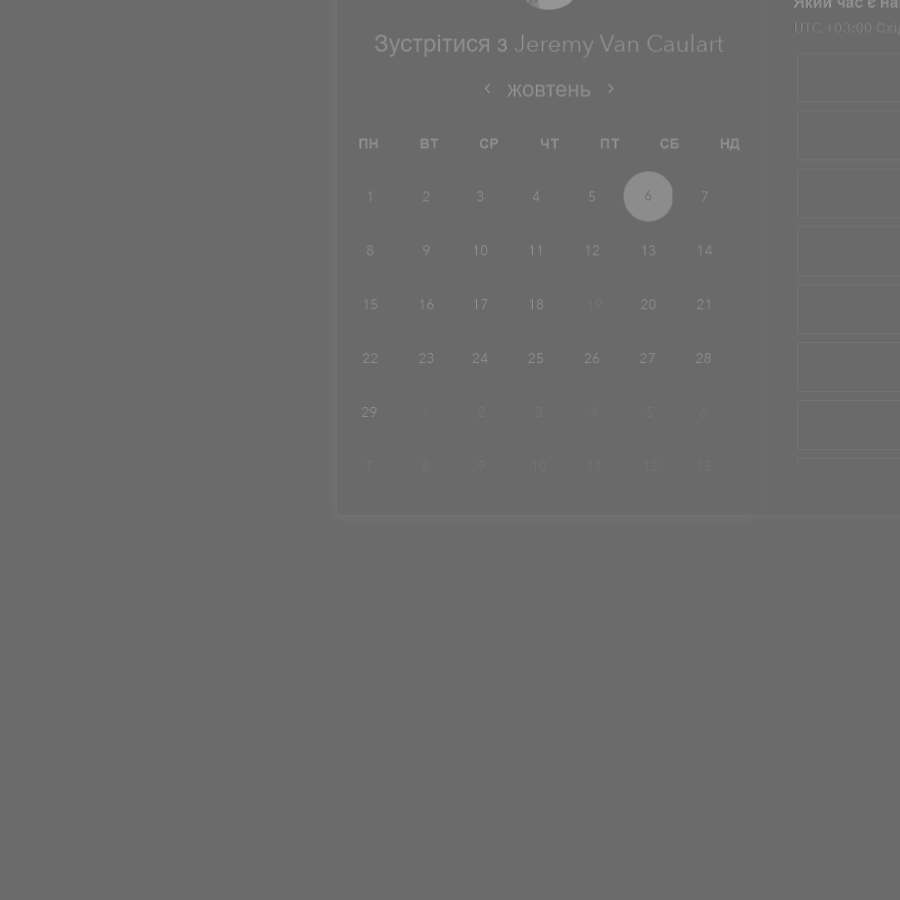 Який час є на
UTC +03:00 Схі
Зустрітися з Jeremy Van Caulart
жовтень
ПН ВТ СР ЧТ ПТ СБ НД
1 2 3 4 5 6 7
8 9 10 11 12 13 14
15 16 17 18 19 20 21
22 23 24 25 26 27 28
29 1 2 3 4 5 6
7 8 9 10 11 12 13